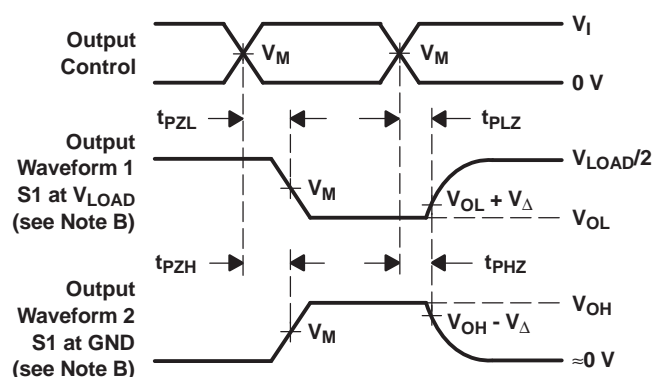 Output
Control
V_M
V_M
V_I
0 V
t_PZL
t_PLZ
Output
Waveform 1
S1 at V_LOAD
(see Note B)
V_M
V_LOAD/2
V_OL + V_Δ
V_OL
t_PZH
t_PHZ
Output
Waveform 2
S1 at GND
(see Note B)
V_M
V_OH
V_OH - V_Δ
≈0 V